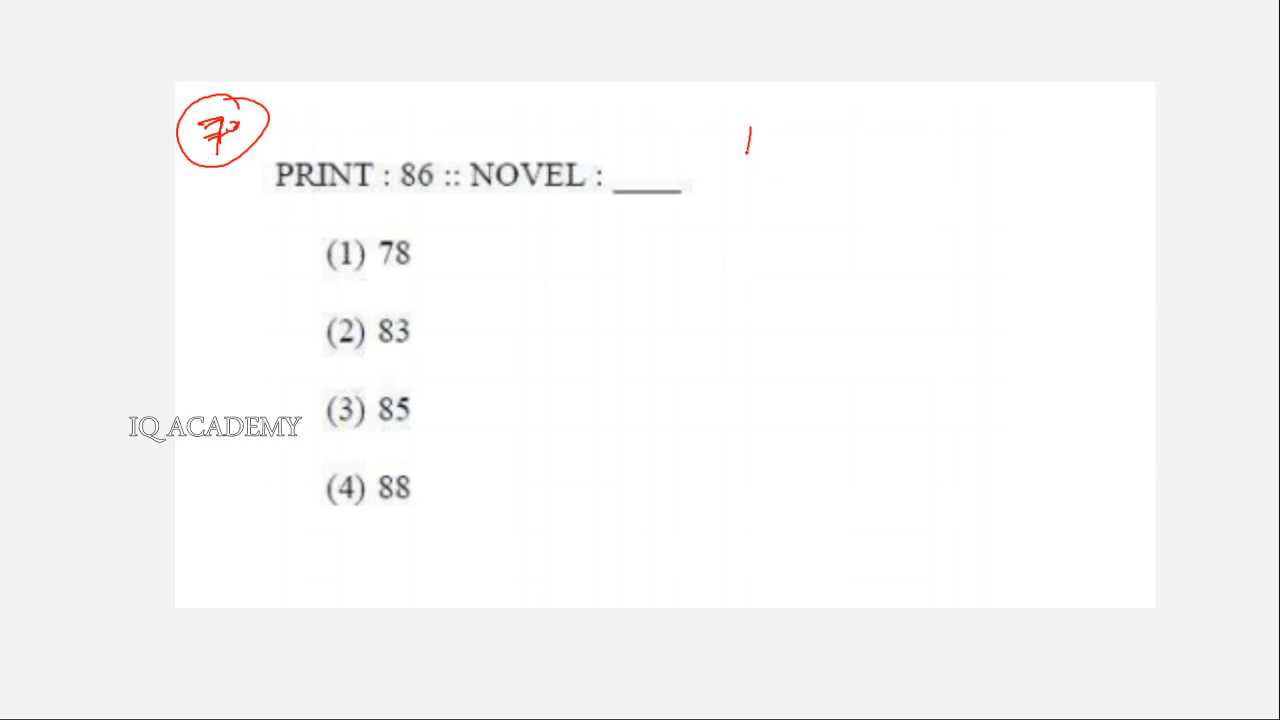 PRINT : 86 :: NOVEL : ____
(1) 78
(2) 83
(3) 85
IQ ACADEMY
(4) 88